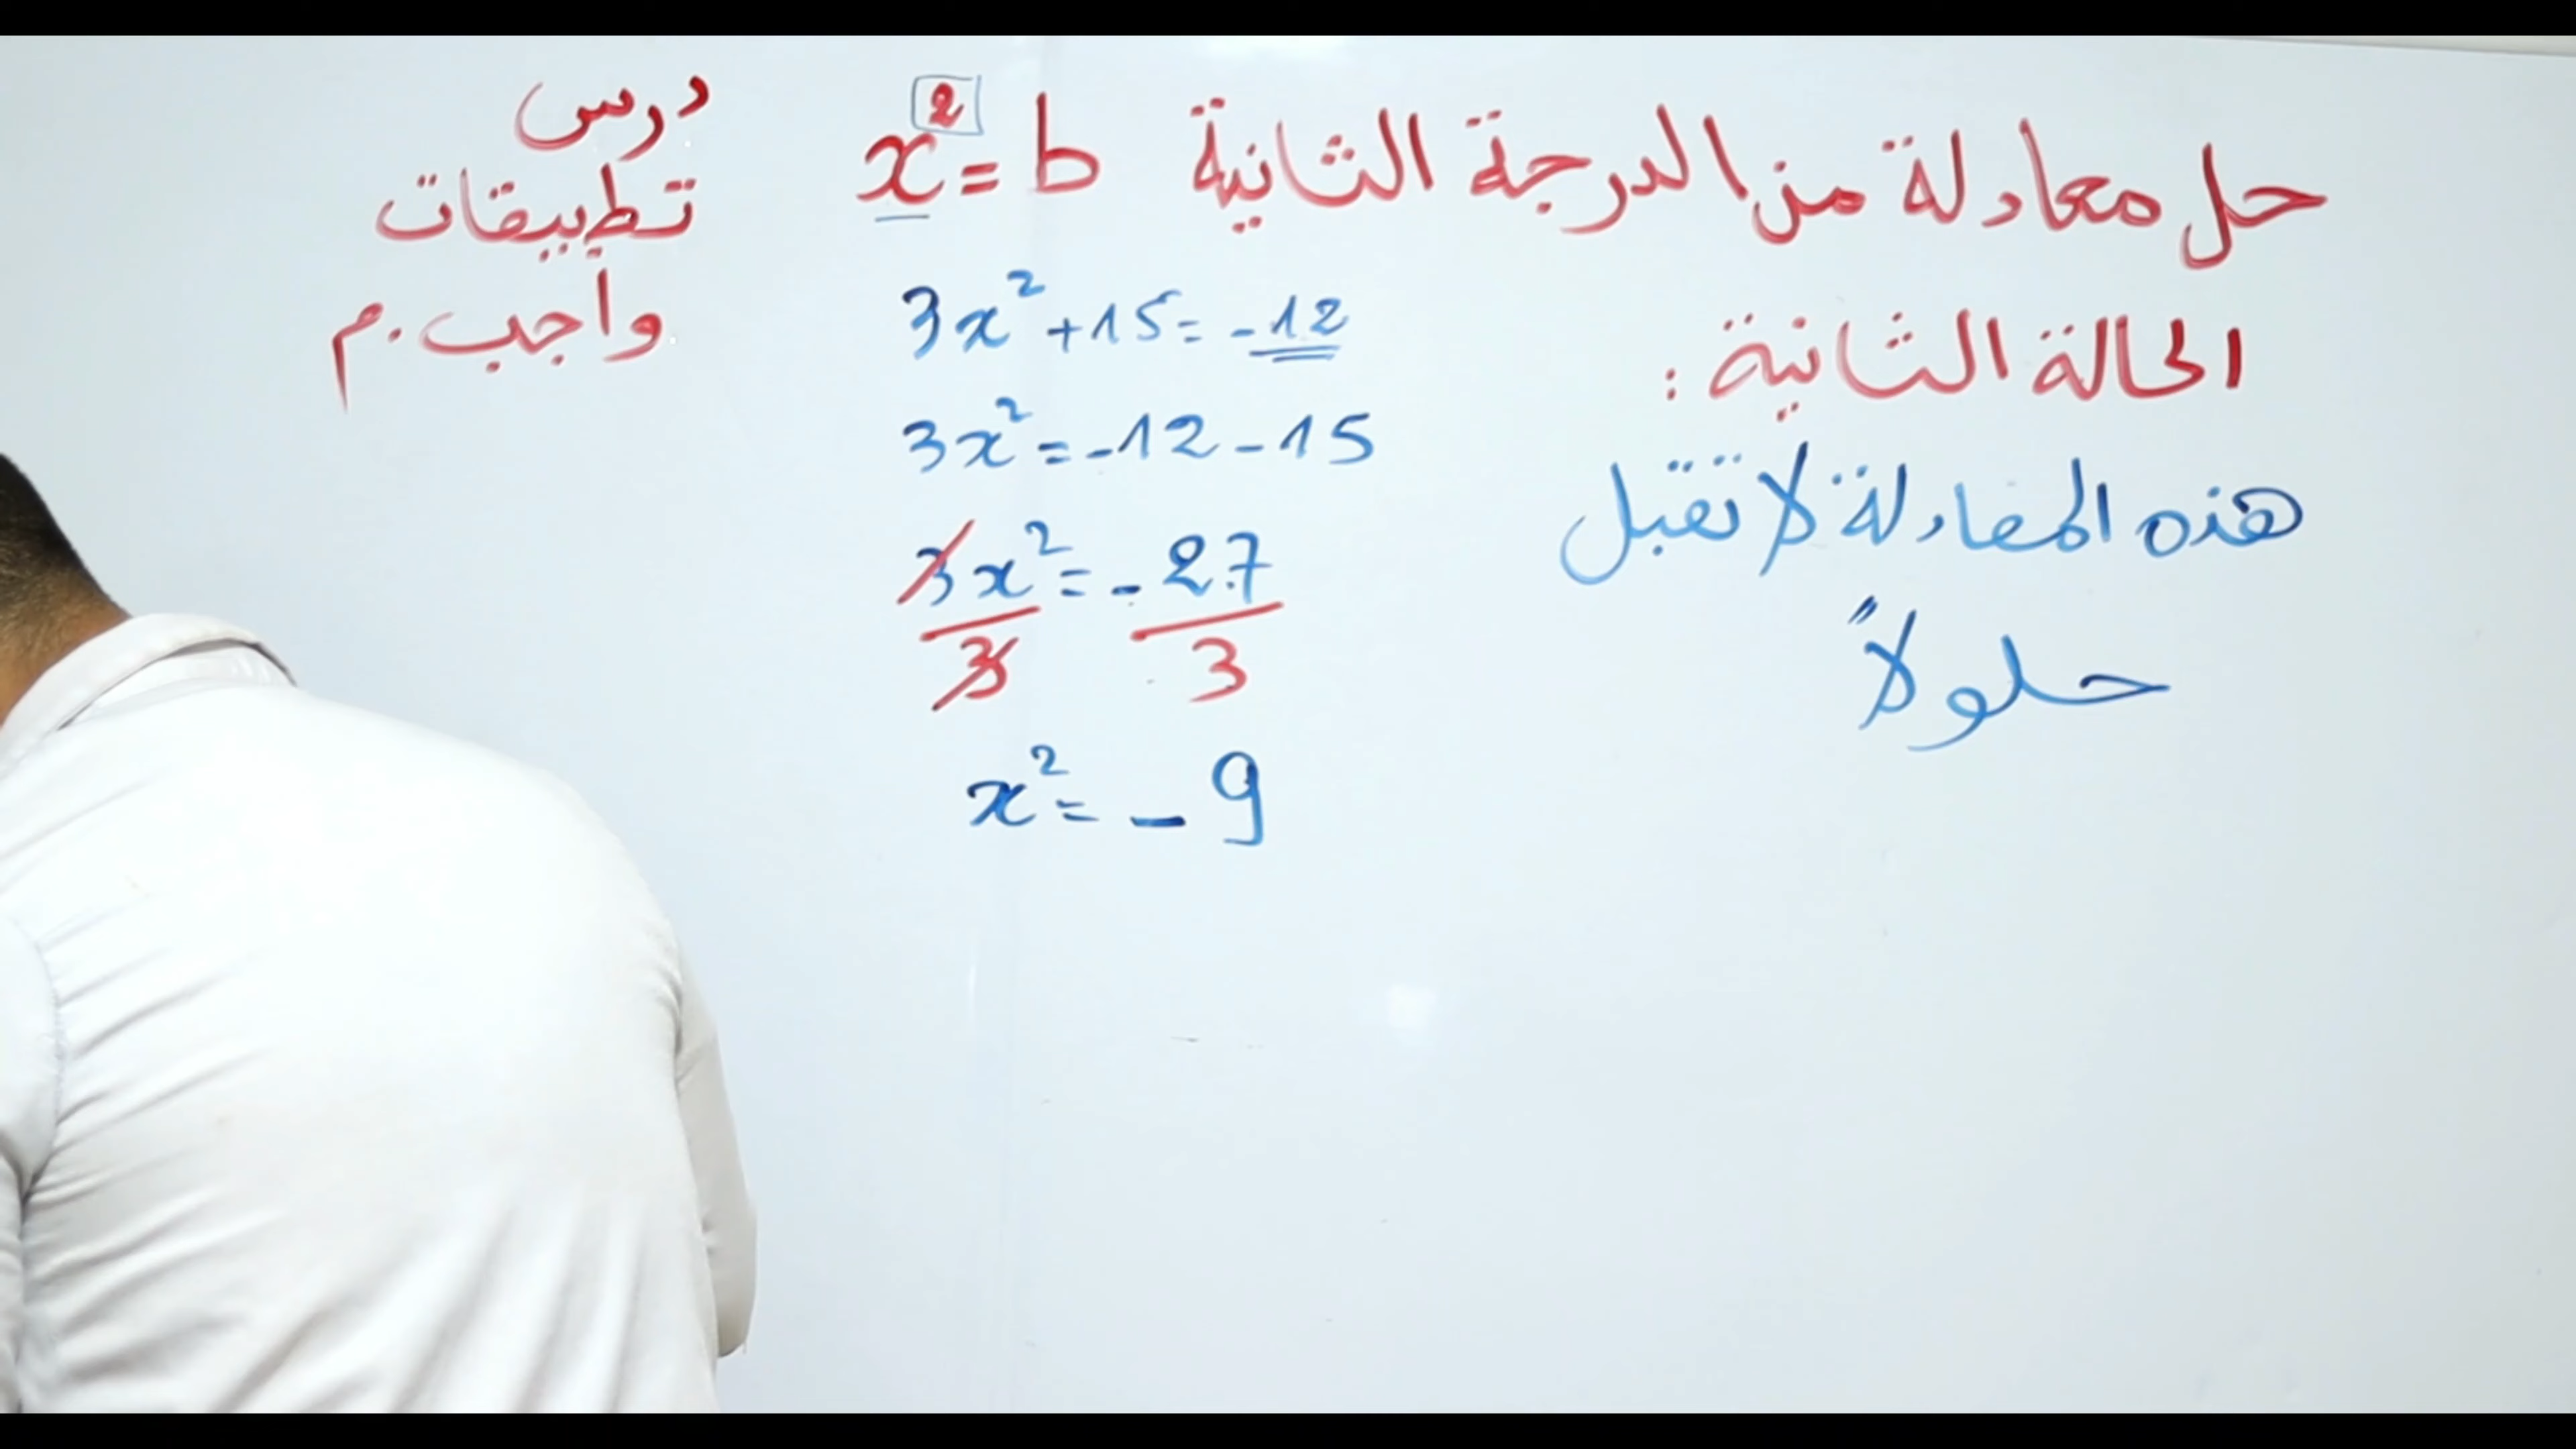 حل معادلة من الدرجة الثانية x² = b
الحالة الثانية :
هذه المعادلة لا تقبل
حلولاً
3x² + 15 = -12
3x² = -12 - 15
3x²/3 = -27/3
x² = -9
درس
تطبيقات
واجب م.